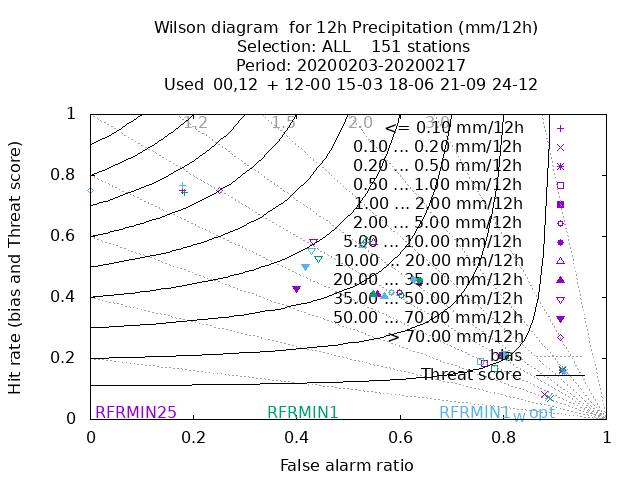 Wilson diagram for 12h Precipitation (mm/12h)
Selection: ALL 151 stations
Period: 20200203-20200217
Used 00,12 + 12-00 15-03 18-06 21-09 24-12
Hit rate (bias and Threat score)
1
0.8
0.6
0.4
0.2
0
1.2 1.5 2.0 3.0
<= 0.10 mm/12h
0.10 ... 0.20 mm/12h
0.20 ... 0.50 mm/12h
0.50 ... 1.00 mm/12h
1.00 ... 2.00 mm/12h
2.00 ... 5.00 mm/12h
5.00 ... 10.00 mm/12h
10.00 ... 20.00 mm/12h
20.00 ... 35.00 mm/12h
35.00 ... 50.00 mm/12h
50.00 ... 70.00 mm/12h
> 70.00 mm/12h
bias
Threat score
RFRMIN25 RFRMIN1 RFRMIN1w opt
0 0.2 0.4 0.6 0.8 1
False alarm ratio